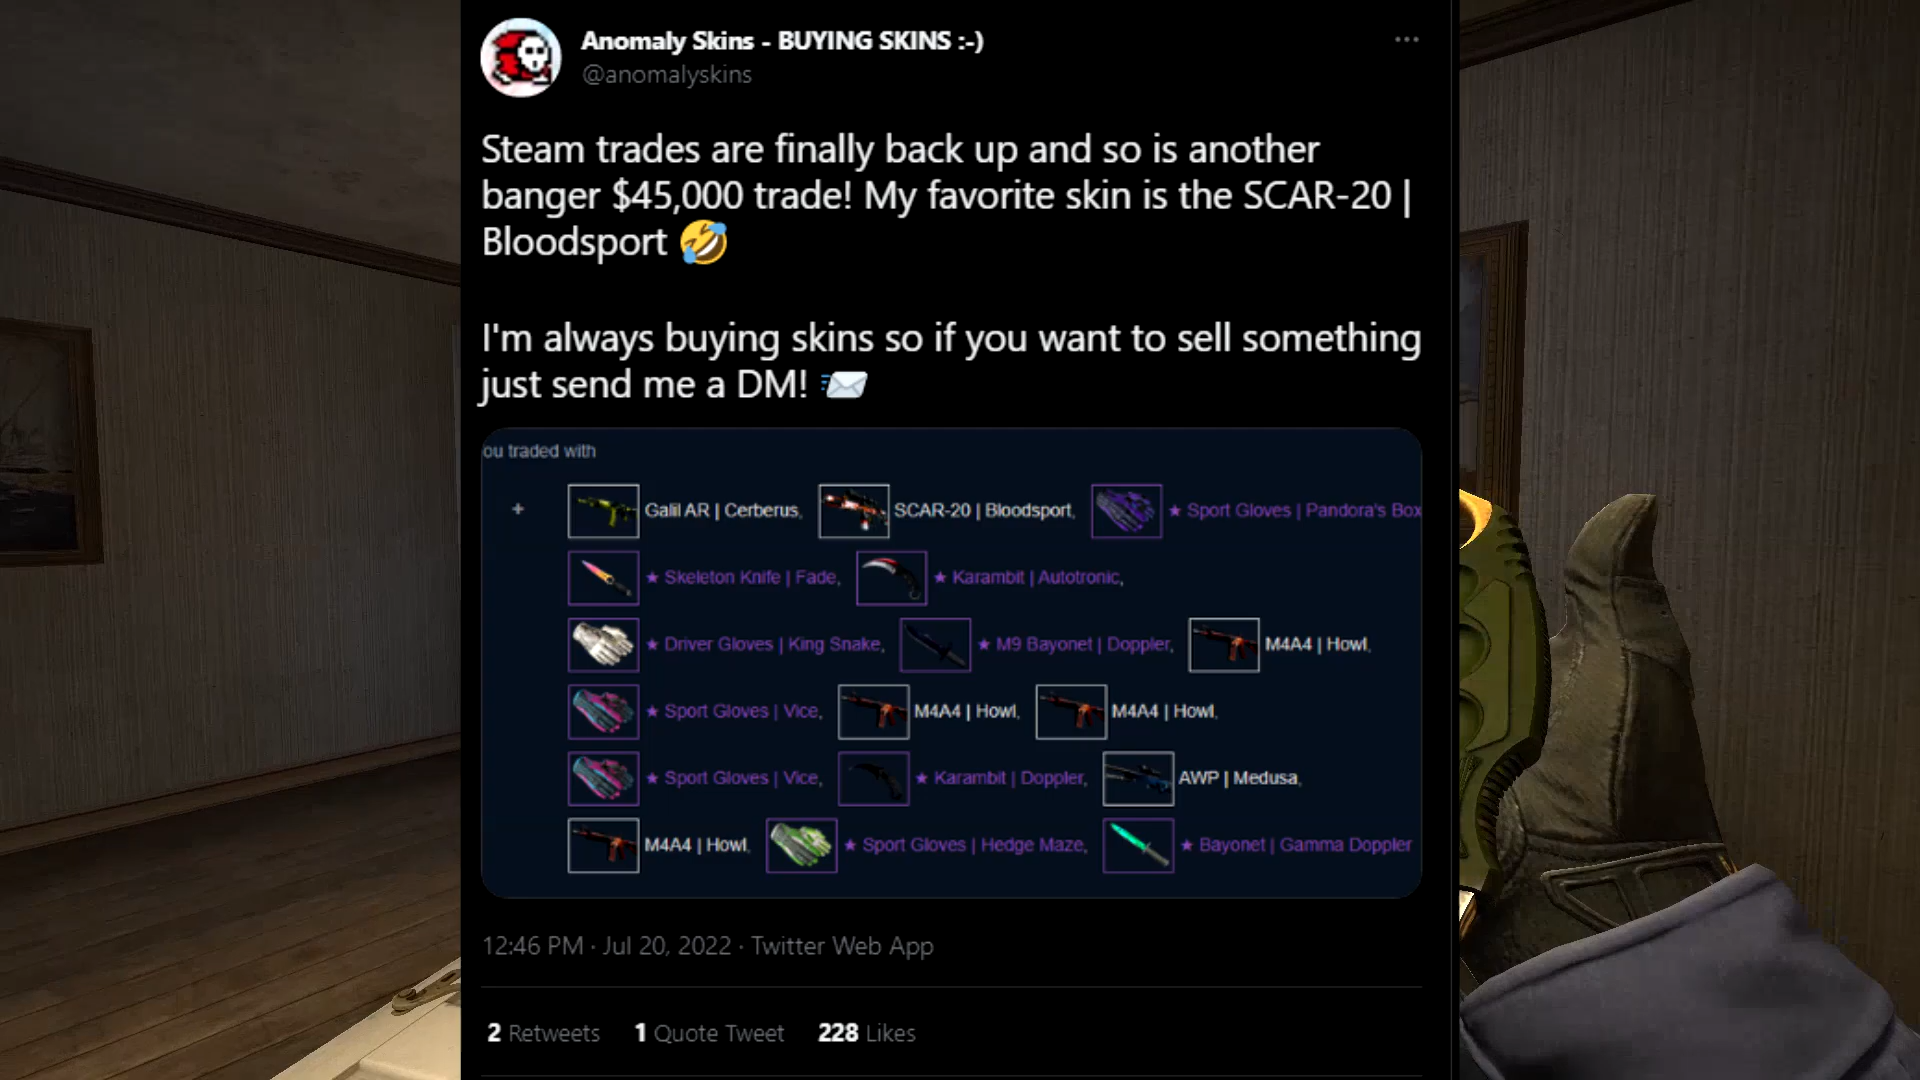 Anomaly Skins - BUYING SKINS :-)
@anomalyskins
Steam trades are finally back up and so is another
banger $45,000 trade! My favorite skin is the SCAR-20 |
Bloodsport 🤣
I'm always buying skins so if you want to sell something
just send me a DM! 📨
ou traded with
+ Galil AR | Cerberus, SCAR-20 | Bloodsport, ★ Sport Gloves | Pandora's Box
★ Skeleton Knife | Fade, ★ Karambit | Autotronic,
★ Driver Gloves | King Snake, ★ M9 Bayonet | Doppler, M4A4 | Howl,
★ Sport Gloves | Vice, M4A4 | Howl, M4A4 | Howl,
★ Sport Gloves | Vice, ★ Karambit | Doppler, AWP | Medusa,
M4A4 | Howl, ★ Sport Gloves | Hedge Maze, ★ Bayonet | Gamma Doppler
12:46 PM · Jul 20, 2022 · Twitter Web App
2 Retweets 1 Quote Tweet 228 Likes